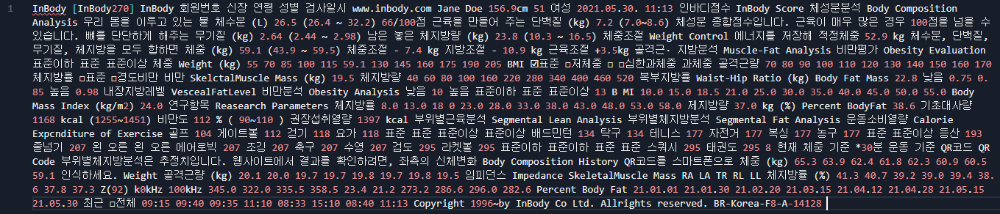 1 InBody [InBody270] InBody 회원번호 신장 연령 성별 검사일시 www.inbody.com Jane Doe 156.9cm 51 여성 2021.05.30. 11:13 인바디점수 InBody Score 체성분분석 Body Composition
Analysis 우리 몸을 이루고 있는 물 체수분 (L) 26.5 (26.4 ~ 32.2) 66/100점 근육을 만들어 주는 단백질 (kg) 7.2 (7.0~8.6) 체성분 종합점수입니다. 근육이 매우 많은 경우 100점을 넘을 수
있습니다. 뼈를 단단하게 해주는 무기질 (kg) 2.64 (2.44 ~ 2.98) 남은 놓은 체지방량 (kg) 23.8 (10.3 ~ 16.5) 체중조절 Weight Control 에너지를 저장해 적정체중 52.9 kg 체수분, 단백질,
무기질, 체지방을 모두 합하면 체중 (kg) 59.1 (43.9 ~ 59.5) 체중조절 - 7.4 kg 지방조절 - 10.9 kg 근육조절 +3.5kg 골격근· 지방분석 Muscle-Fat Analysis 비만평가 Obesity Evaluation
표준이하 표준 표준이상 체중 Weight (kg) 55 70 85 100 115 59.1 130 145 160 175 190 205 BMI ☑표준 □저체중 □ □심한과체중 과체중 골격근량 70 80 90 100 110 120 130 140 150 160 170
체지방률 □표준 □경도비만 비만 SkelctalMuscle Mass (kg) 19.5 체지방량 40 60 80 100 160 220 280 340 400 460 520 복부지방률 Waist-Hip Ratio (kg) Body Fat Mass 22.8 낮음 0.75 0.
85 높음 0.98 내장지방레벨 VescealFatLevel 비만분석 Obesity Analysis 낮음 10 높음 표준이하 표준 표준이상 13 B MI 10.0 15.0 18.5 21.0 25.0 30.0 35.0 40.0 45.0 50.0 55.0 Body
Mass Index (kg/m2) 24.0 연구항목 Reasearch Parameters 체지방률 8.0 13.0 18 0 23.0 28.0 33.0 38.0 43.0 48.0 53.0 58.0 체지방량 37.0 kg (%) Percent BodyFat 38.6 기초대사량
1168 kcal (1255~1451) 비만도 112 % ( 90~110 ) 권장섭취열량 1397 kcal 부위별근육분석 Segmental Lean Analysis 부위별체지방분석 Segmental Fat Analysis 운동소비열량 Calorie
Expcnditure of Exercise 골프 104 게이트볼 112 걷기 118 요가 118 표준 표준 표준이상 표준이상 배드민턴 134 탁구 134 테니스 177 자전거 177 복싱 177 농구 177 표준 표준이상 등산 193
줄넘기 207 왼 오른 왼 오른 에어로빅 207 조깅 207 축구 207 수영 207 검도 295 라켓볼 295 표준이하 표준이하 표준 표준 스쿼시 295 태권도 295 8 현재 체중 기준 *30분 운동 기준 QR코드 QR
Code 부위별체지방분석은 추정치입니다. 웹사이트에서 결과를 확인하려면, 좌측의 신체변화 Body Composition History QR코드를 스마트폰으로 체중 (kg) 65.3 63.9 62.4 61.8 62.3 60.9 60.5
59.1 인식하세요. Weight 골격근량 (kg) 20.1 20.0 19.7 19.7 19.8 19.7 19.8 19.5 임피던스 Impedance SkeletalMuscle Mass RA LA TR RL LL 체지방률 (%) 41.3 40.7 39.2 39.0 39.4 38.
6 37.8 37.3 Z(92) k0kHz 100kHz 345.0 322.0 335.5 358.5 23.4 21.2 273.2 286.6 296.0 282.6 Percent Body Fat 21.01.01 21.01.30 21.02.20 21.03.15 21.04.12 21.04.28 21.05.15
21.05.30 최근 □전체 09:15 09:40 09:35 11:10 08:33 15:10 08:40 11:13 Copyright 1996~by InBody Co Ltd. Allrights reserved. BR-Korea-F8-A-14128